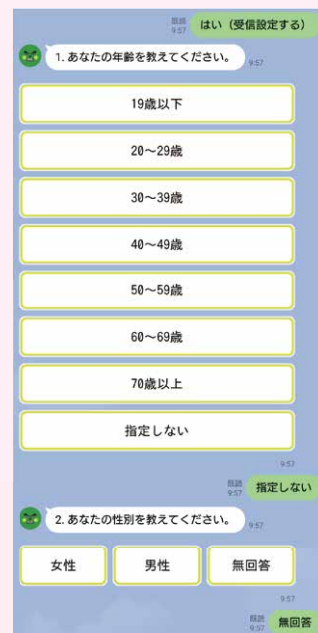 既読
9:57
はい（受信設定する）
1. あなたの年齢を教えてください。
9:57
19歳以下
20～29歳
30～39歳
40～49歳
50～59歳
60～69歳
70歳以上
指定しない
9:57
既読
9:57
指定しない
2. あなたの性別を教えてください。
9:57
女性 男性 無回答
9:57
既読
9:57
無回答